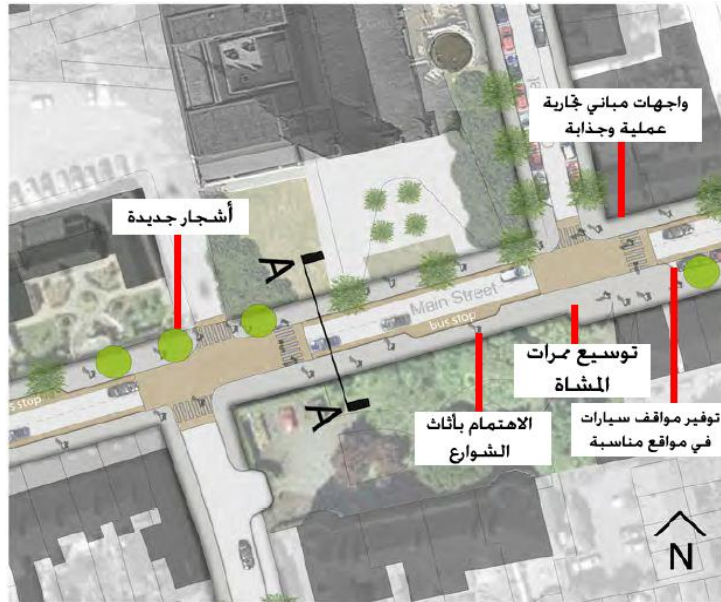 واجهات مباني تجارية
عملية وجذابة
أشجار جديدة
A
Main Street
bus stop
توسيع ممرات
المشاة
A
الاهتمام بأثاث
الشوارع
توفير مواقف سيارات
في مواقع مناسبة
bus stop
N